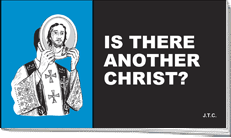 IS THERE
ANOTHER
CHRIST?
J.T.C.